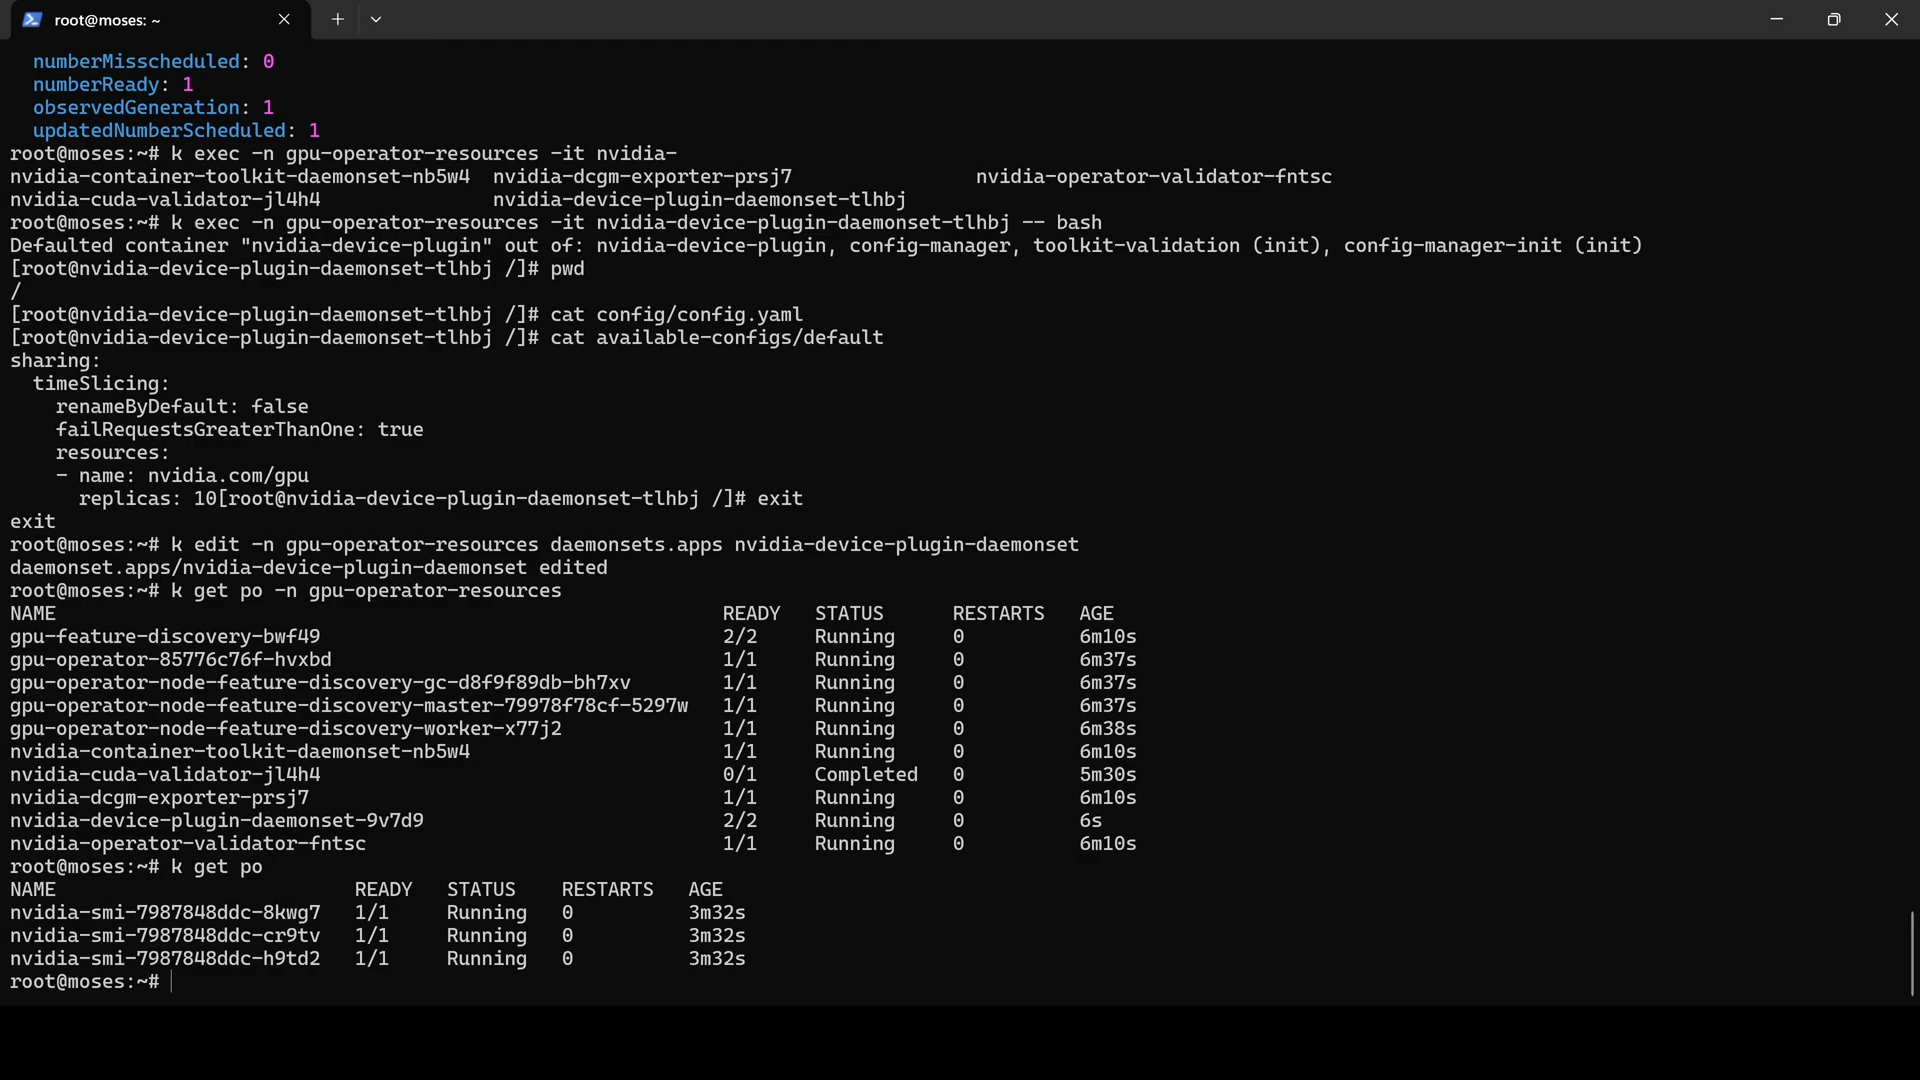 root@moses: ~
numberMisscheduled: 0
numberReady: 1
observedGeneration: 1
updatedNumberScheduled: 1
root@moses:~# k exec -n gpu-operator-resources -it nvidia-
nvidia-container-toolkit-daemonset-nb5w4  nvidia-dcgm-exporter-prsj7                nvidia-operator-validator-fntsc
nvidia-cuda-validator-jl4h4               nvidia-device-plugin-daemonset-tlhbj
root@moses:~# k exec -n gpu-operator-resources -it nvidia-device-plugin-daemonset-tlhbj -- bash
Defaulted container "nvidia-device-plugin" out of: nvidia-device-plugin, config-manager, toolkit-validation (init), config-manager-init (init)
[root@nvidia-device-plugin-daemonset-tlhbj /]# pwd
/
[root@nvidia-device-plugin-daemonset-tlhbj /]# cat config/config.yaml
[root@nvidia-device-plugin-daemonset-tlhbj /]# cat available-configs/default
sharing:
  timeSlicing:
    renameByDefault: false
    failRequestsGreaterThanOne: true
    resources:
    - name: nvidia.com/gpu
      replicas: 10[root@nvidia-device-plugin-daemonset-tlhbj /]# exit
exit
root@moses:~# k edit -n gpu-operator-resources daemonsets.apps nvidia-device-plugin-daemonset
daemonset.apps/nvidia-device-plugin-daemonset edited
root@moses:~# k get po -n gpu-operator-resources
NAME                                                          READY   STATUS      RESTARTS   AGE
gpu-feature-discovery-bwf49                                   2/2     Running     0          6m10s
gpu-operator-85776c76f-hvxbd                                  1/1     Running     0          6m37s
gpu-operator-node-feature-discovery-gc-d8f9f89db-bh7xv        1/1     Running     0          6m37s
gpu-operator-node-feature-discovery-master-79978f78cf-5297w   1/1     Running     0          6m37s
gpu-operator-node-feature-discovery-worker-x77j2              1/1     Running     0          6m38s
nvidia-container-toolkit-daemonset-nb5w4                      1/1     Running     0          6m10s
nvidia-cuda-validator-jl4h4                                   0/1     Completed   0          5m30s
nvidia-dcgm-exporter-prsj7                                    1/1     Running     0          6m10s
nvidia-device-plugin-daemonset-9v7d9                          2/2     Running     0          6s
nvidia-operator-validator-fntsc                               1/1     Running     0          6m10s
root@moses:~# k get po
NAME                          READY   STATUS    RESTARTS   AGE
nvidia-smi-7987848ddc-8kwg7   1/1     Running   0          3m32s
nvidia-smi-7987848ddc-cr9tv   1/1     Running   0          3m32s
nvidia-smi-7987848ddc-h9td2   1/1     Running   0          3m32s
root@moses:~#